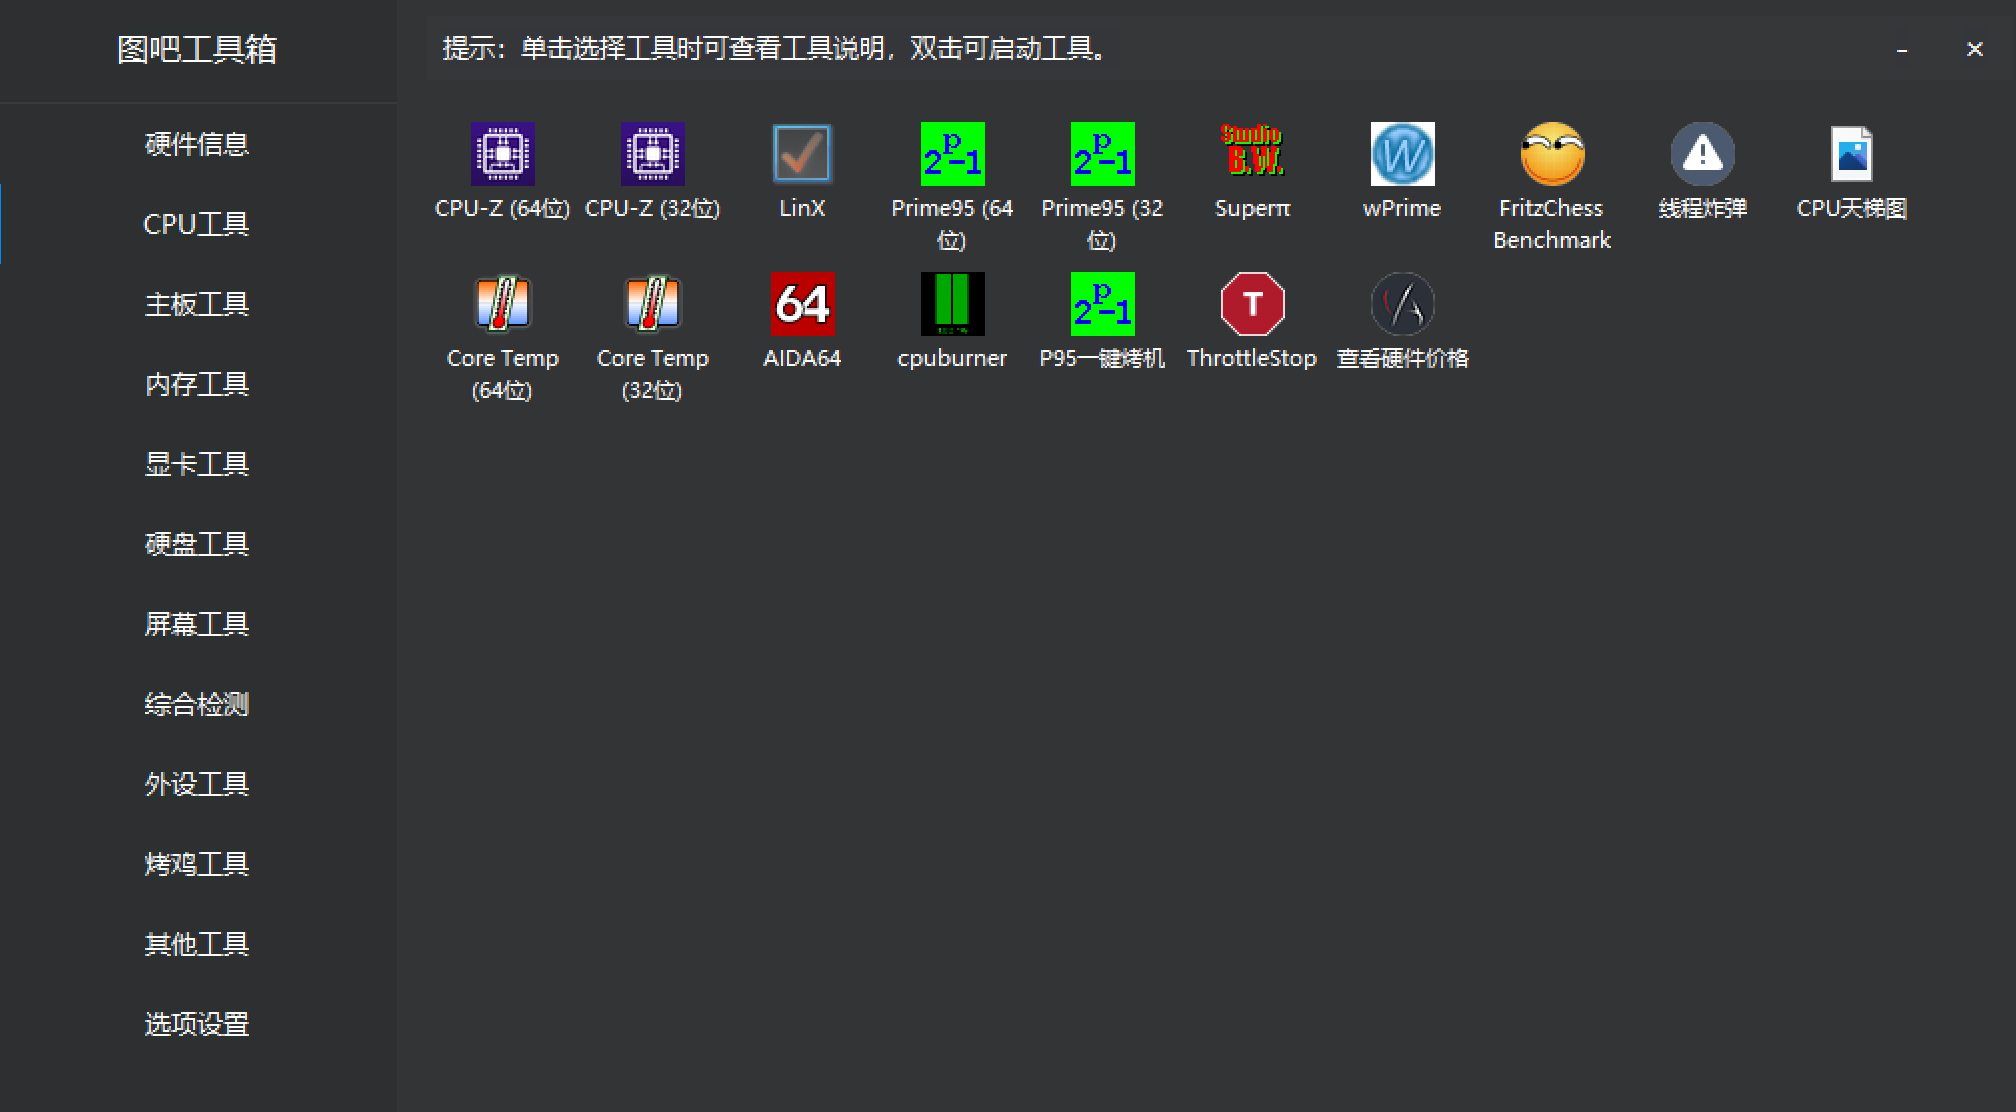 图吧工具箱
提示：单击选择工具时可查看工具说明，双击可启动工具。
硬件信息
CPU工具
主板工具
内存工具
显卡工具
硬盘工具
屏幕工具
综合检测
外设工具
烤鸡工具
其他工具
选项设置
CPU-Z (64位)
CPU-Z (32位)
LinX
2^p-1
Prime95 (64
位)
2^p-1
Prime95 (32
位)
Studio
B.W.
Superπ
W
wPrime
FritzChess
Benchmark
线程炸弹
CPU天梯图
Core Temp
(64位)
Core Temp
(32位)
64
AIDA64
cpuburner
2^p-1
P95一键烤机
T
ThrottleStop
查看硬件价格